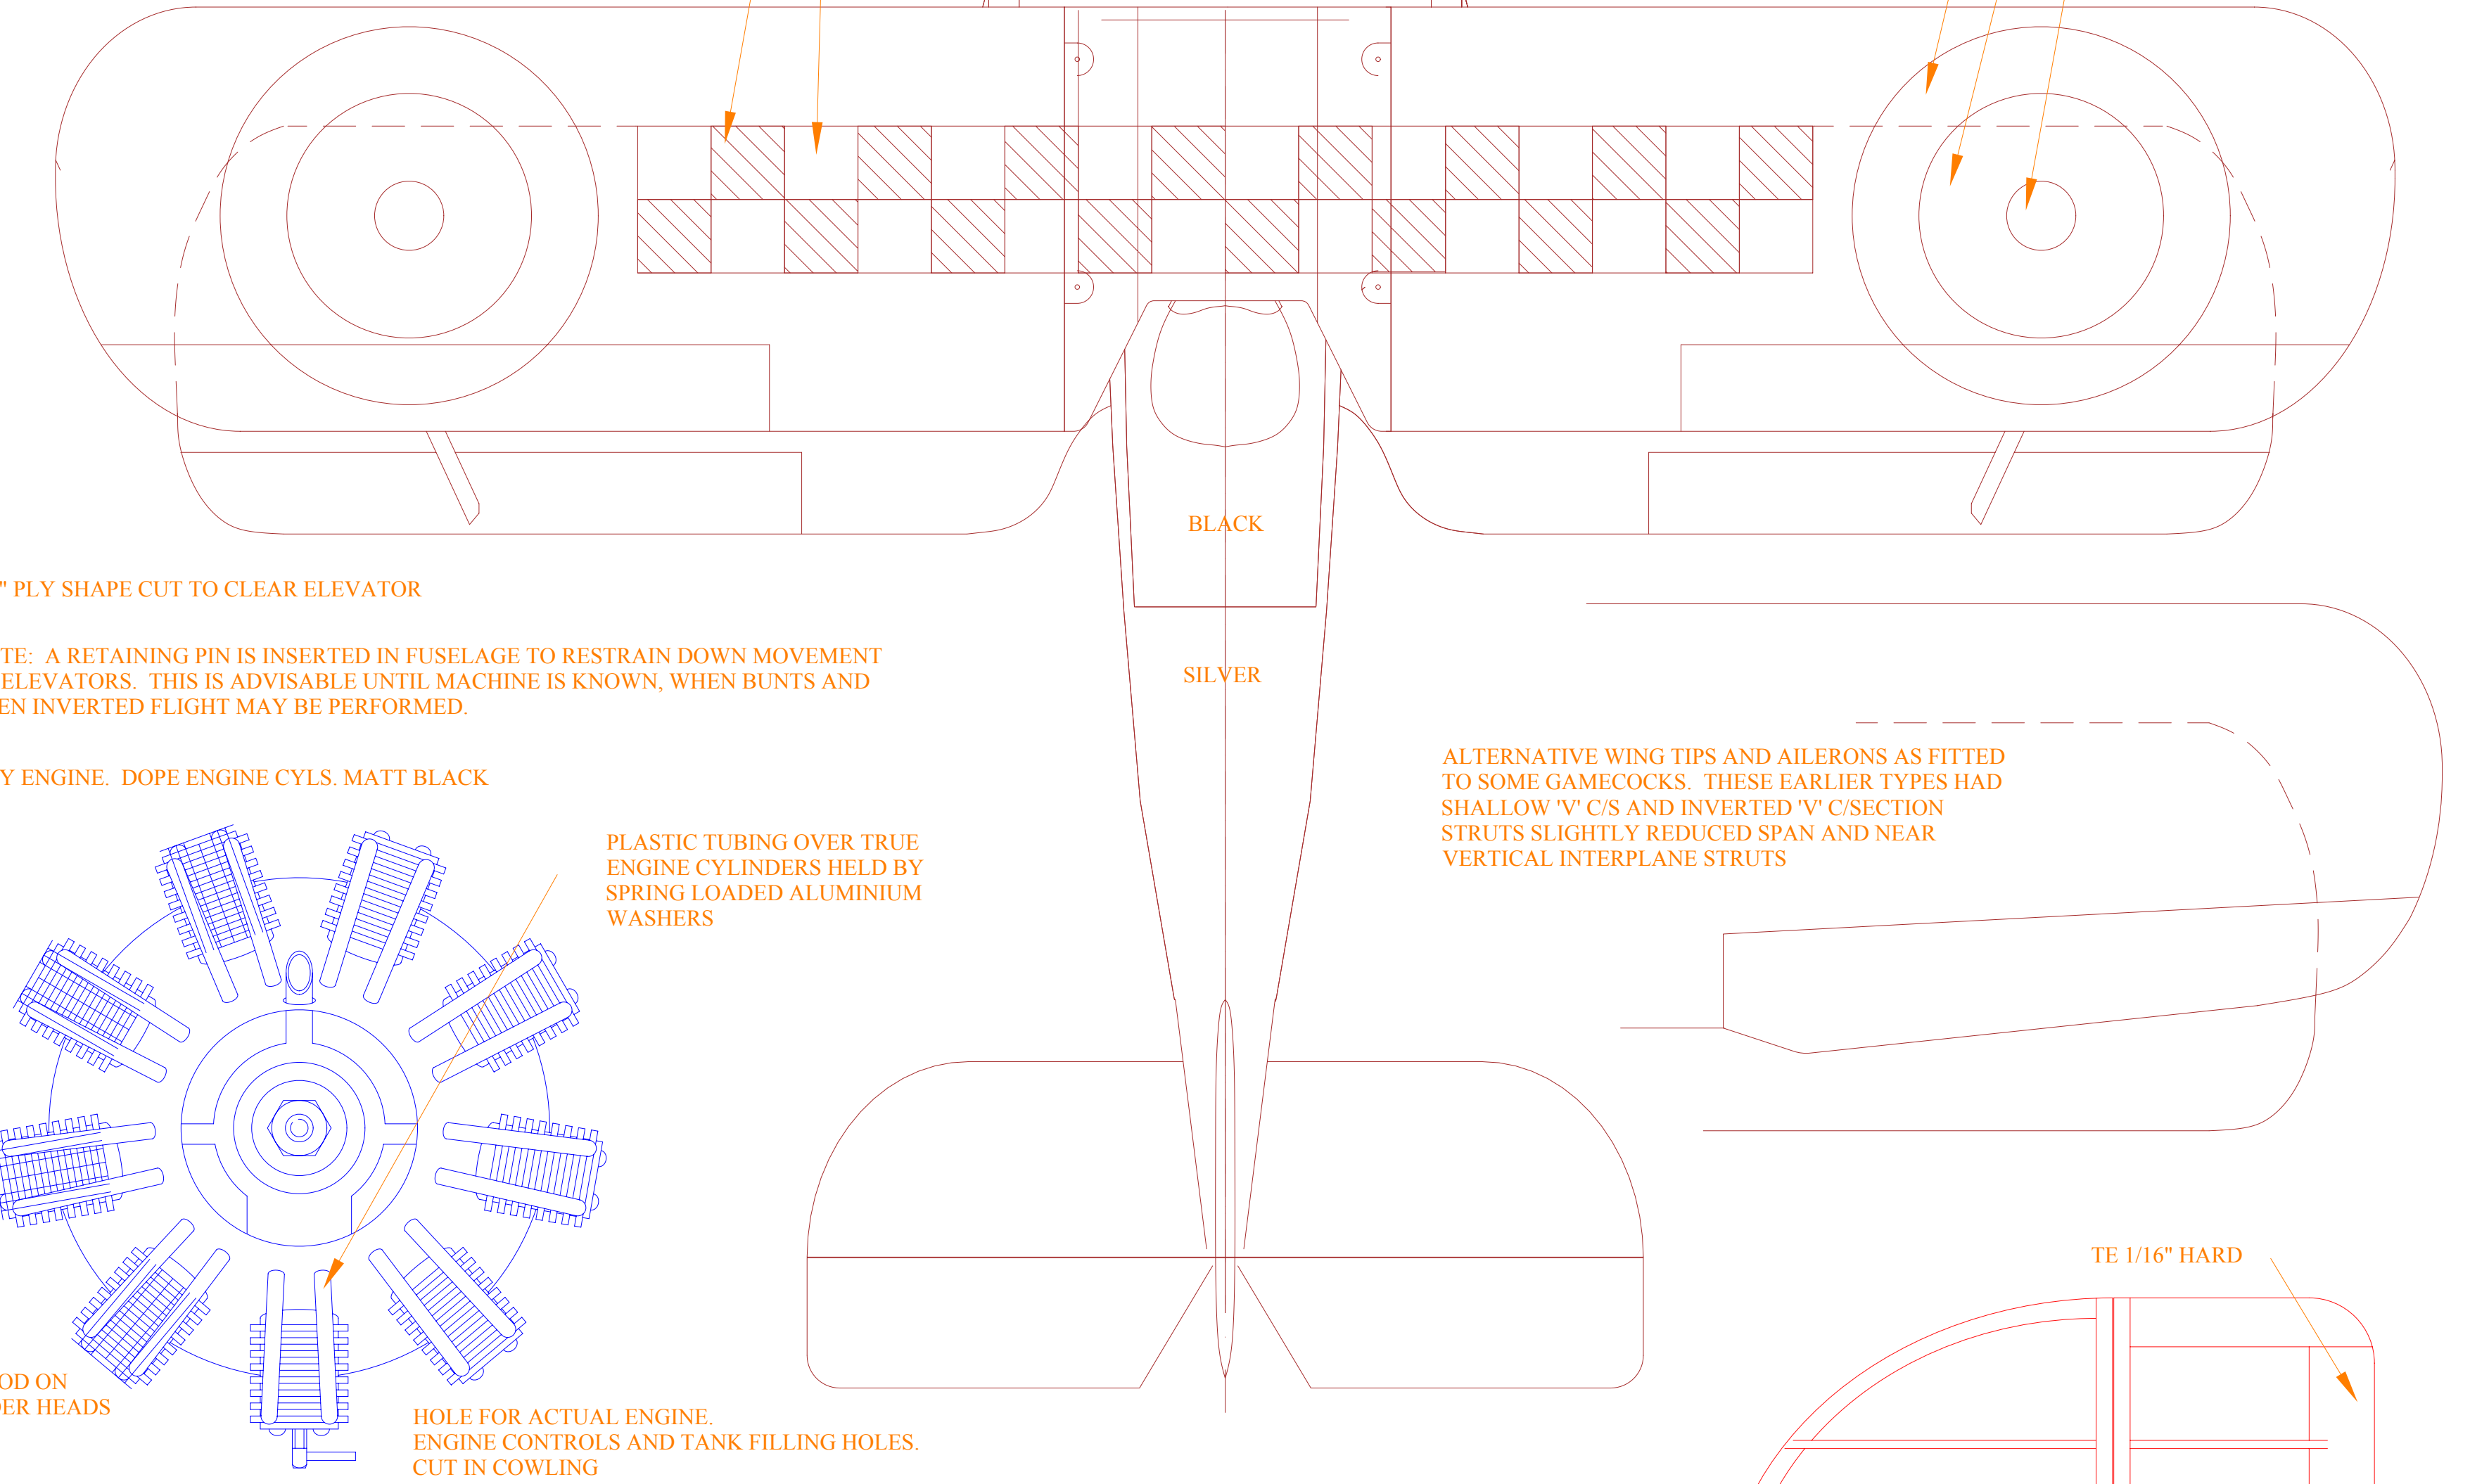 BLACK
" PLY SHAPE CUT TO CLEAR ELEVATOR
TE: A RETAINING PIN IS INSERTED IN FUSELAGE TO RESTRAIN DOWN MOVEMENT
ELEVATORS. THIS IS ADVISABLE UNTIL MACHINE IS KNOWN, WHEN BUNTS AND
EN INVERTED FLIGHT MAY BE PERFORMED.
SILVER
Y ENGINE. DOPE ENGINE CYLS. MATT BLACK
ALTERNATIVE WING TIPS AND AILERONS AS FITTED
TO SOME GAMECOCKS. THESE EARLIER TYPES HAD
SHALLOW 'V' C/S AND INVERTED 'V' C/SECTION
STRUTS SLIGHTLY REDUCED SPAN AND NEAR
VERTICAL INTERPLANE STRUTS
PLASTIC TUBING OVER TRUE
ENGINE CYLINDERS HELD BY
SPRING LOADED ALUMINIUM
WASHERS
TE 1/16" HARD
OD ON
DER HEADS
HOLE FOR ACTUAL ENGINE.
ENGINE CONTROLS AND TANK FILLING HOLES.
CUT IN COWLING